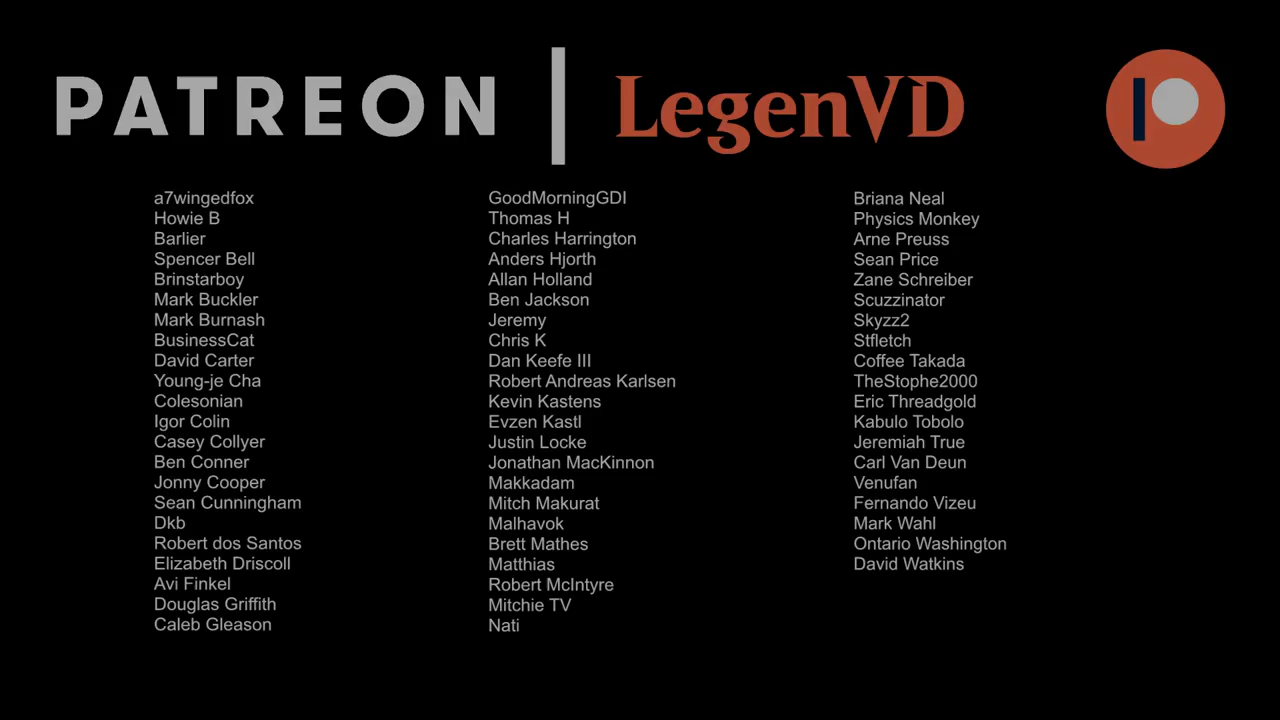 PATREON | LegenVD
a7wingedfox
Howie B
Barlier
Spencer Bell
Brinstarboy
Mark Buckler
Mark Burnash
BusinessCat
David Carter
Young-je Cha
Colesonian
Igor Colin
Casey Collyer
Ben Conner
Jonny Cooper
Sean Cunningham
Dkb
Robert dos Santos
Elizabeth Driscoll
Avi Finkel
Douglas Griffith
Caleb Gleason
GoodMorningGDI
Thomas H
Charles Harrington
Anders Hjorth
Allan Holland
Ben Jackson
Jeremy
Chris K
Dan Keefe III
Robert Andreas Karlsen
Kevin Kastens
Evzen Kastl
Justin Locke
Jonathan MacKinnon
Makkadam
Mitch Makurat
Malhavok
Brett Mathes
Matthias
Robert McIntyre
Mitchie TV
Nati
Briana Neal
Physics Monkey
Arne Preuss
Sean Price
Zane Schreiber
Scuzzinator
Skyzz2
Stfletch
Coffee Takada
TheStophe2000
Eric Threadgold
Kabulo Tobolo
Jeremiah True
Carl Van Deun
Venufan
Fernando Vizeu
Mark Wahl
Ontario Washington
David Watkins